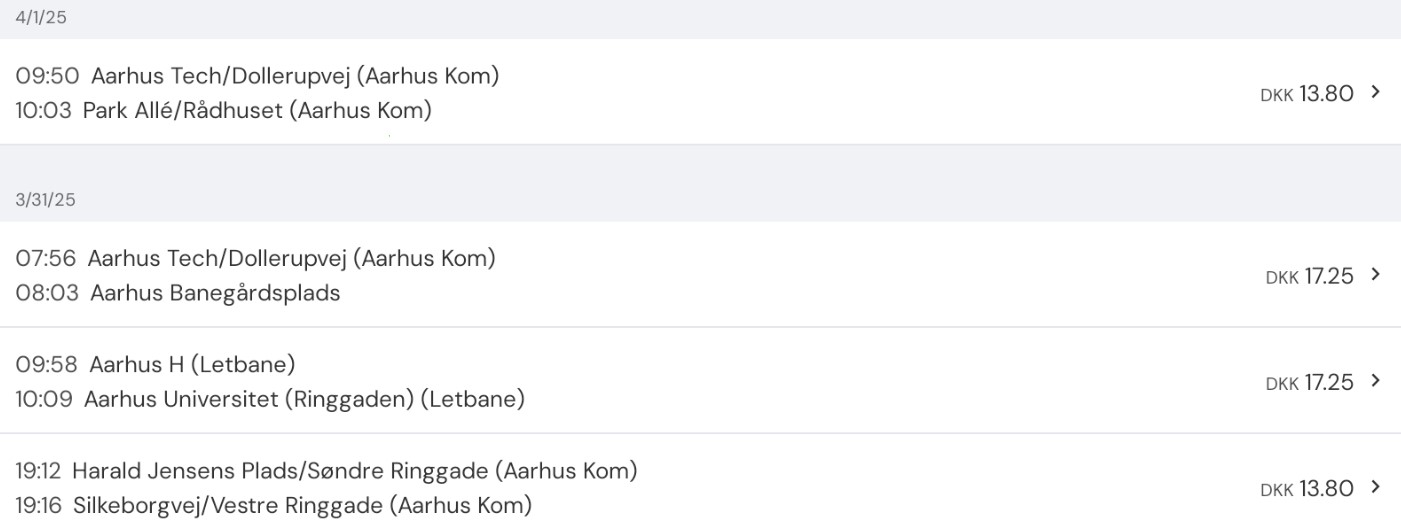 4/1/25
09:50 Aarhus Tech/Dollerupvej (Aarhus Kom)
10:03 Park Allé/Rådhuset (Aarhus Kom)
DKK 13.80
3/31/25
07:56 Aarhus Tech/Dollerupvej (Aarhus Kom)
08:03 Aarhus Banegårdsplads
DKK 17.25
09:58 Aarhus H (Letbane)
10:09 Aarhus Universitet (Ringgaden) (Letbane)
DKK 17.25
19:12 Harald Jensens Plads/Søndre Ringgade (Aarhus Kom)
19:16 Silkeborgvej/Vestre Ringgade (Aarhus Kom)
DKK 13.80